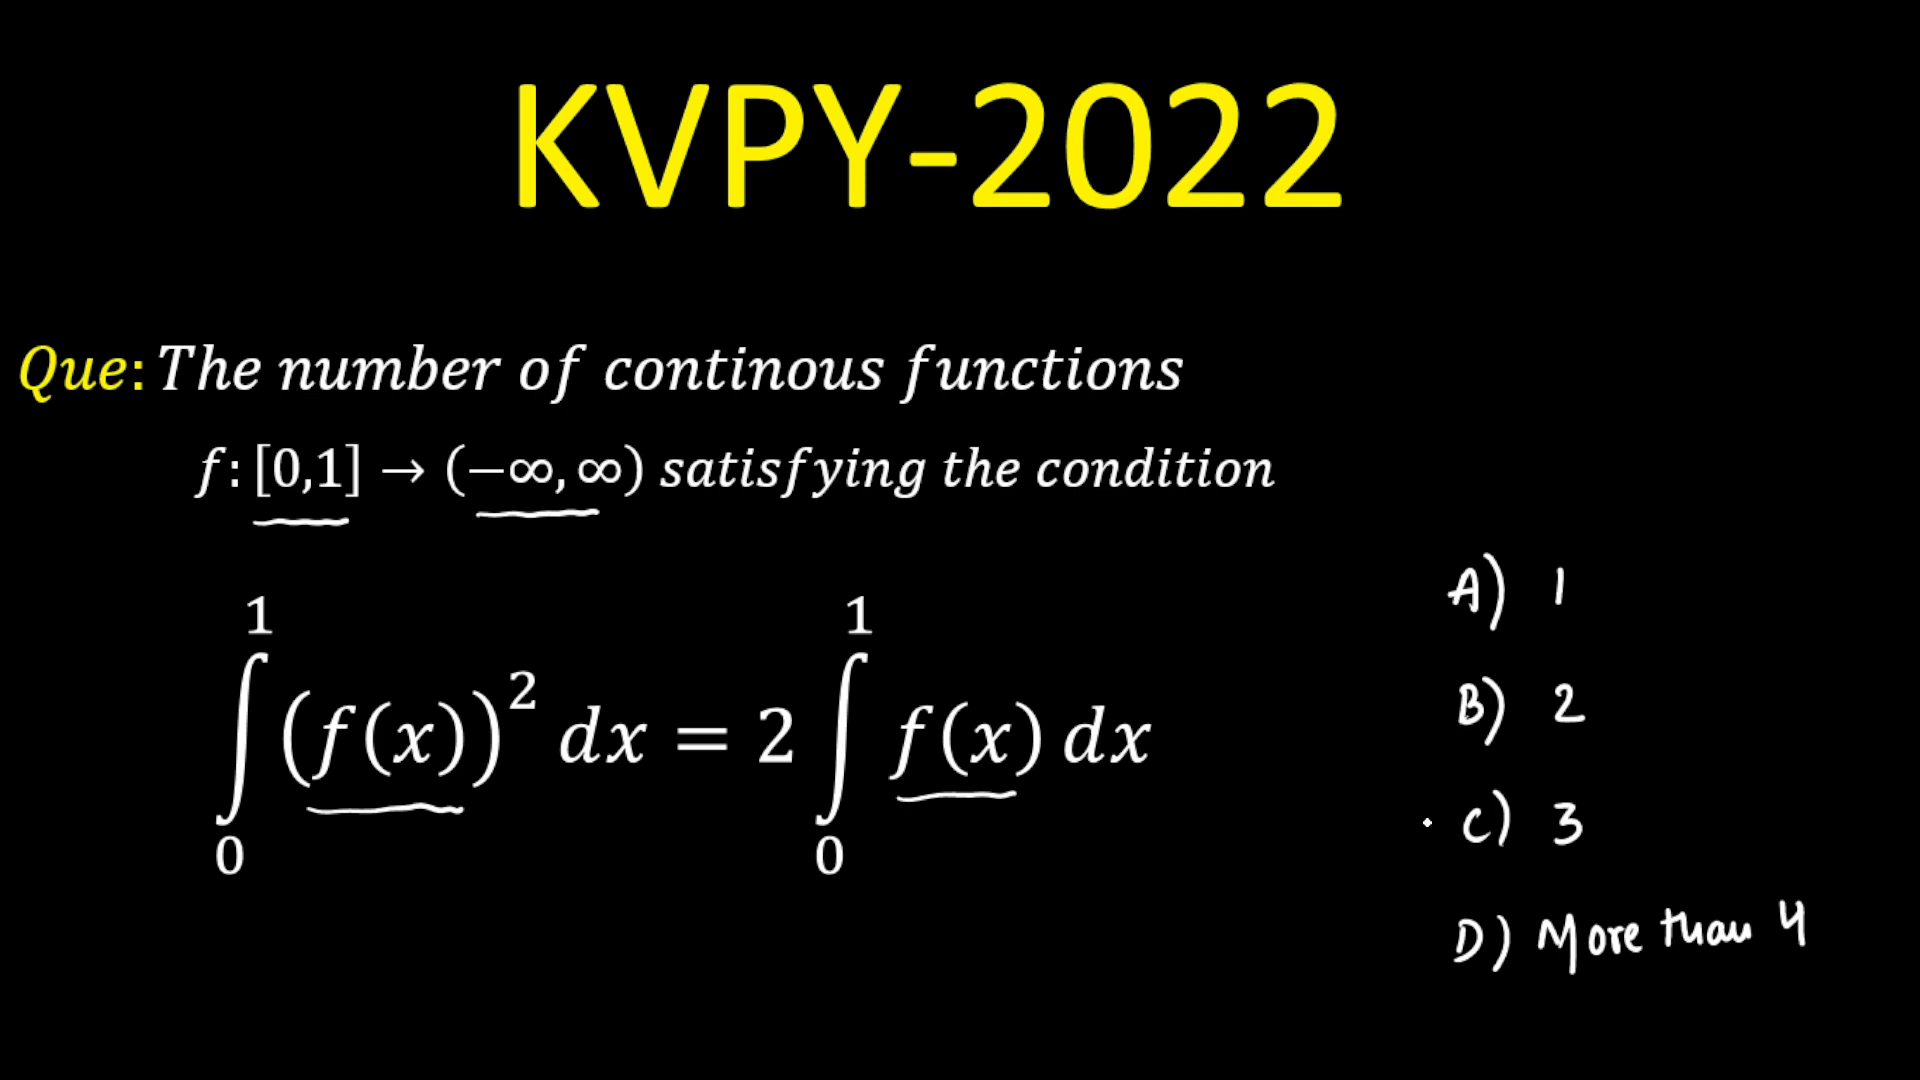 KVPY-2022
Que: The number of continous functions
f: [0,1] → (−∞, ∞) satisfying the condition
∫₀¹ (f(x))² dx = 2 ∫₀¹ f(x) dx
A) 1
B) 2
C) 3
D) More than 4